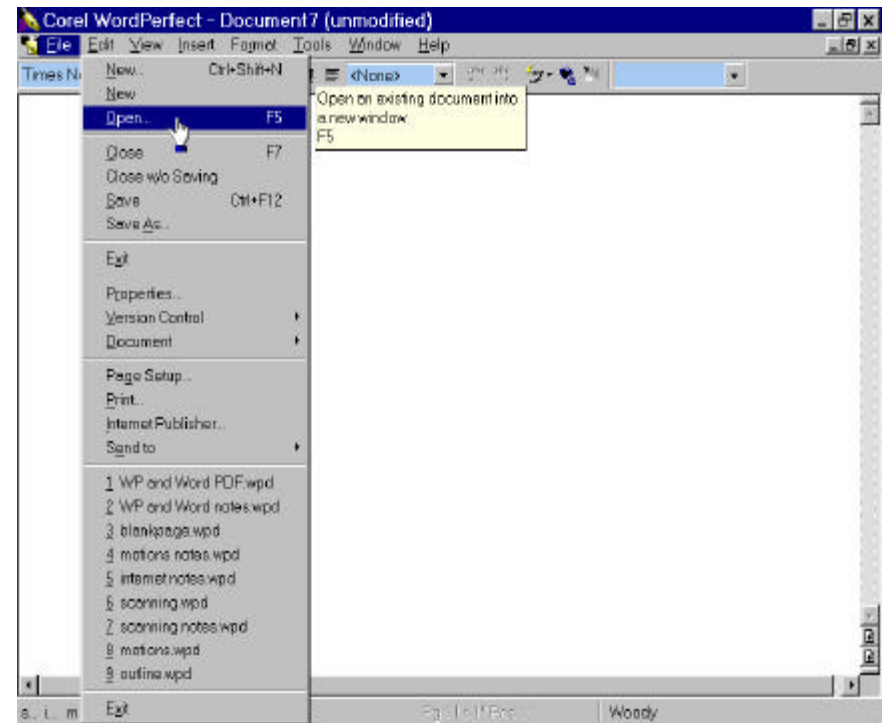 Corel WordPerfect - Document7 (unmodified)
File Edit View Insert Format Tools Window Help
Times N <None>
New... Ctrl+Shift+N
New
Open... F5
Open an existing document into
a new window
F5
Close F7
Close w/o Saving
Save Ctrl+F12
Save As...
Exit
Properties...
Version Control
Document
Page Setup...
Print...
Internet Publisher...
Send to
1 WP and Word PDF.wpd
2 WP and Word notes.wpd
3 blankpage.wpd
4 motions notes.wpd
5 internet notes.wpd
6 scanning.wpd
7 scanning notes.wpd
8 motions.wpd
9 outline.wpd
Exit
s.. i.. m Woody